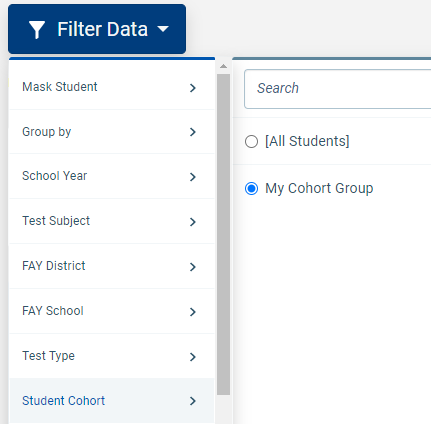 Filter Data
Mask Student
Group by
School Year
Test Subject
FAY District
FAY School
Test Type
Student Cohort
Search
[All Students]
My Cohort Group